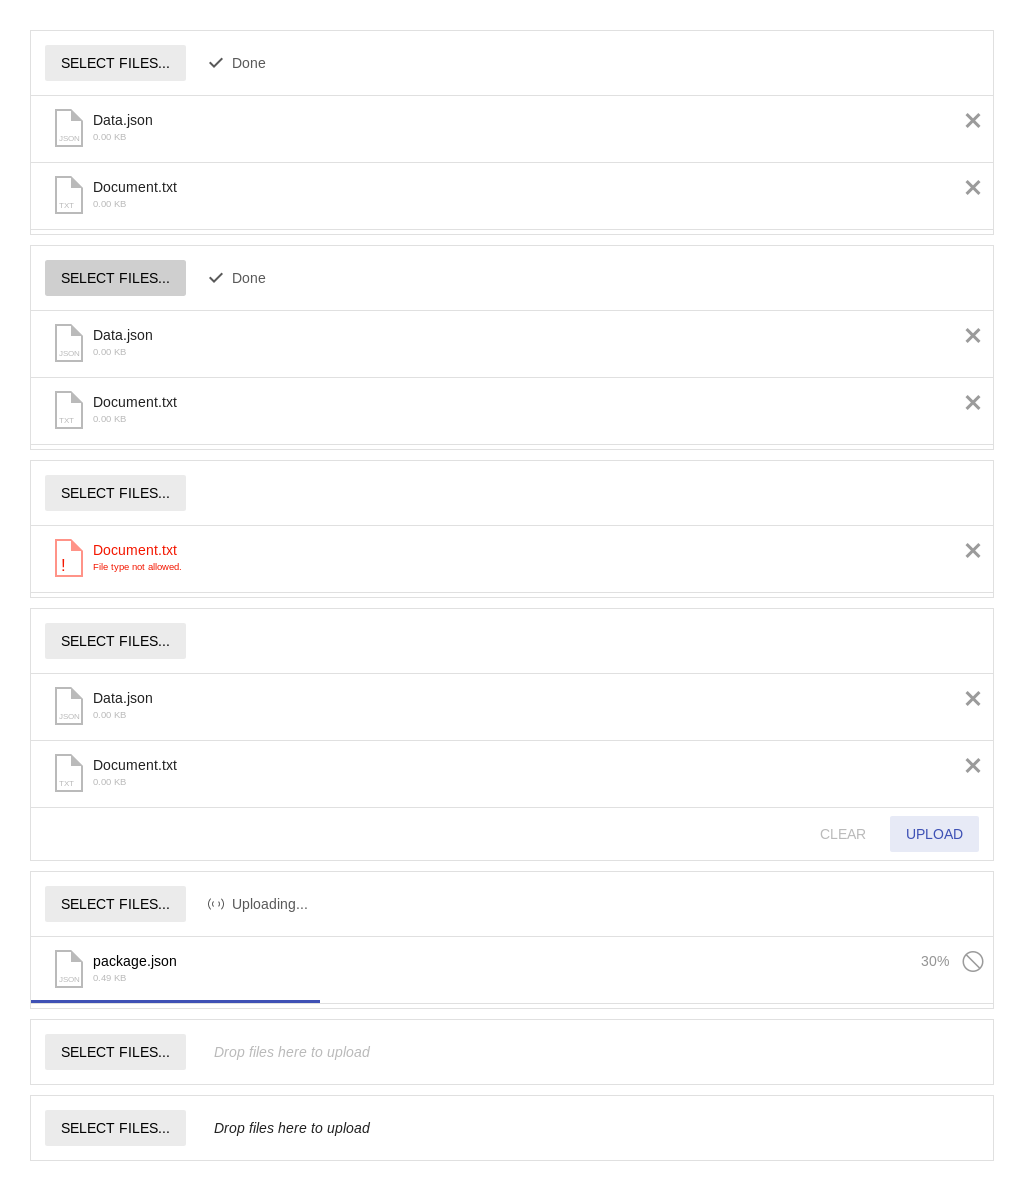 SELECT FILES... Done
Data.json
JSON 0.00 KB
Document.txt
TXT 0.00 KB
SELECT FILES... Done
Data.json
JSON 0.00 KB
Document.txt
TXT 0.00 KB
SELECT FILES...
Document.txt
! File type not allowed.
SELECT FILES...
Data.json
JSON 0.00 KB
Document.txt
TXT 0.00 KB
CLEAR UPLOAD
SELECT FILES... Uploading...
package.json 30%
JSON 0.49 KB
SELECT FILES... Drop files here to upload
SELECT FILES... Drop files here to upload